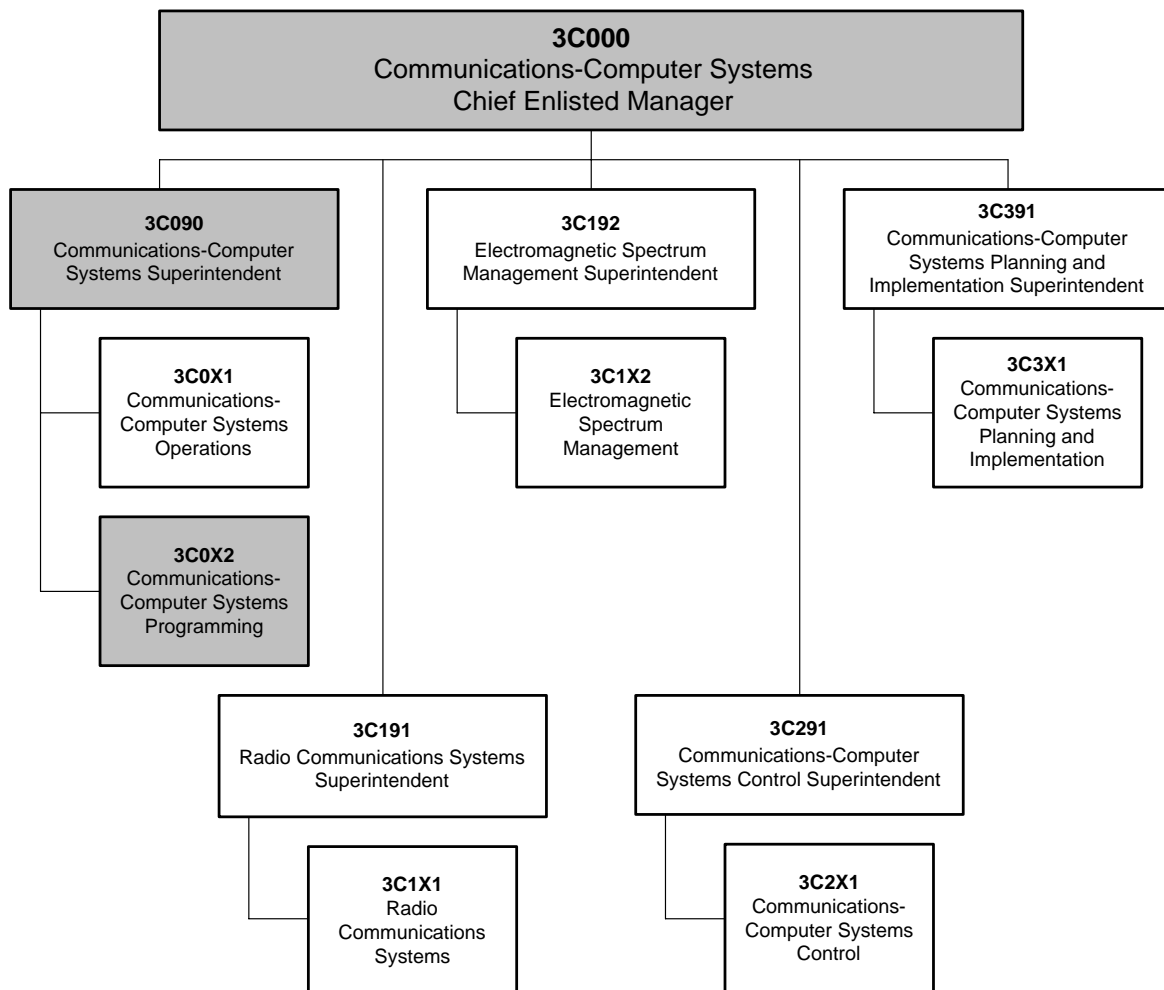 3C000
Communications-Computer Systems
Chief Enlisted Manager
3C090
Communications-Computer
Systems Superintendent
3C192
Electromagnetic Spectrum
Management Superintendent
3C391
Communications-Computer
Systems Planning and
Implementation Superintendent
3C0X1
Communications-
Computer Systems
Operations
3C1X2
Electromagnetic
Spectrum
Management
3C3X1
Communications-
Computer Systems
Planning and
Implementation
3C0X2
Communications-
Computer Systems
Programming
3C191
Radio Communications Systems
Superintendent
3C291
Communications-Computer
Systems Control Superintendent
3C1X1
Radio
Communications
Systems
3C2X1
Communications-
Computer Systems
Control